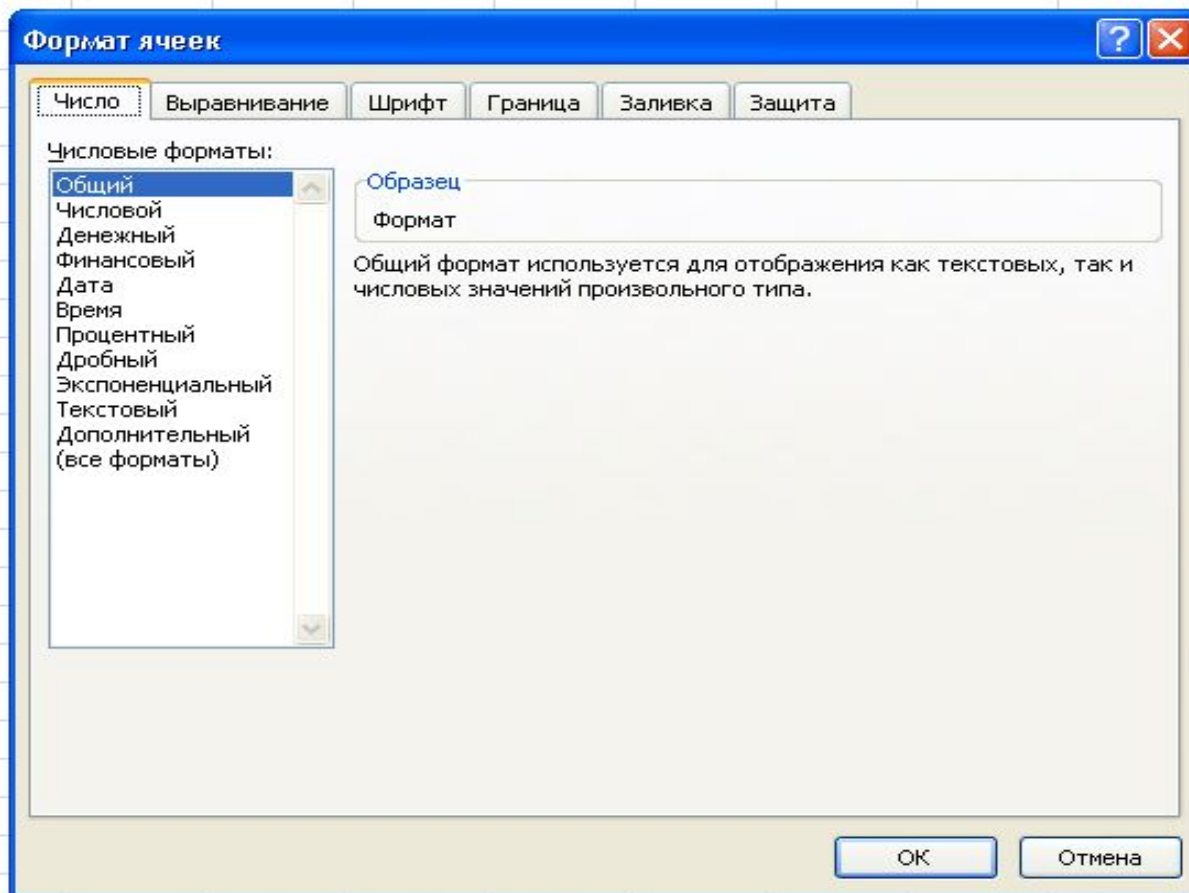 Формат ячеек
Число Выравнивание Шрифт Граница Заливка Защита
Числовые форматы:
Общий
Числовой
Денежный
Финансовый
Дата
Время
Процентный
Дробный
Экспоненциальный
Текстовый
Дополнительный
(все форматы)
Образец
Формат
Общий формат используется для отображения как текстовых, так и
числовых значений произвольного типа.
ОК Отмена